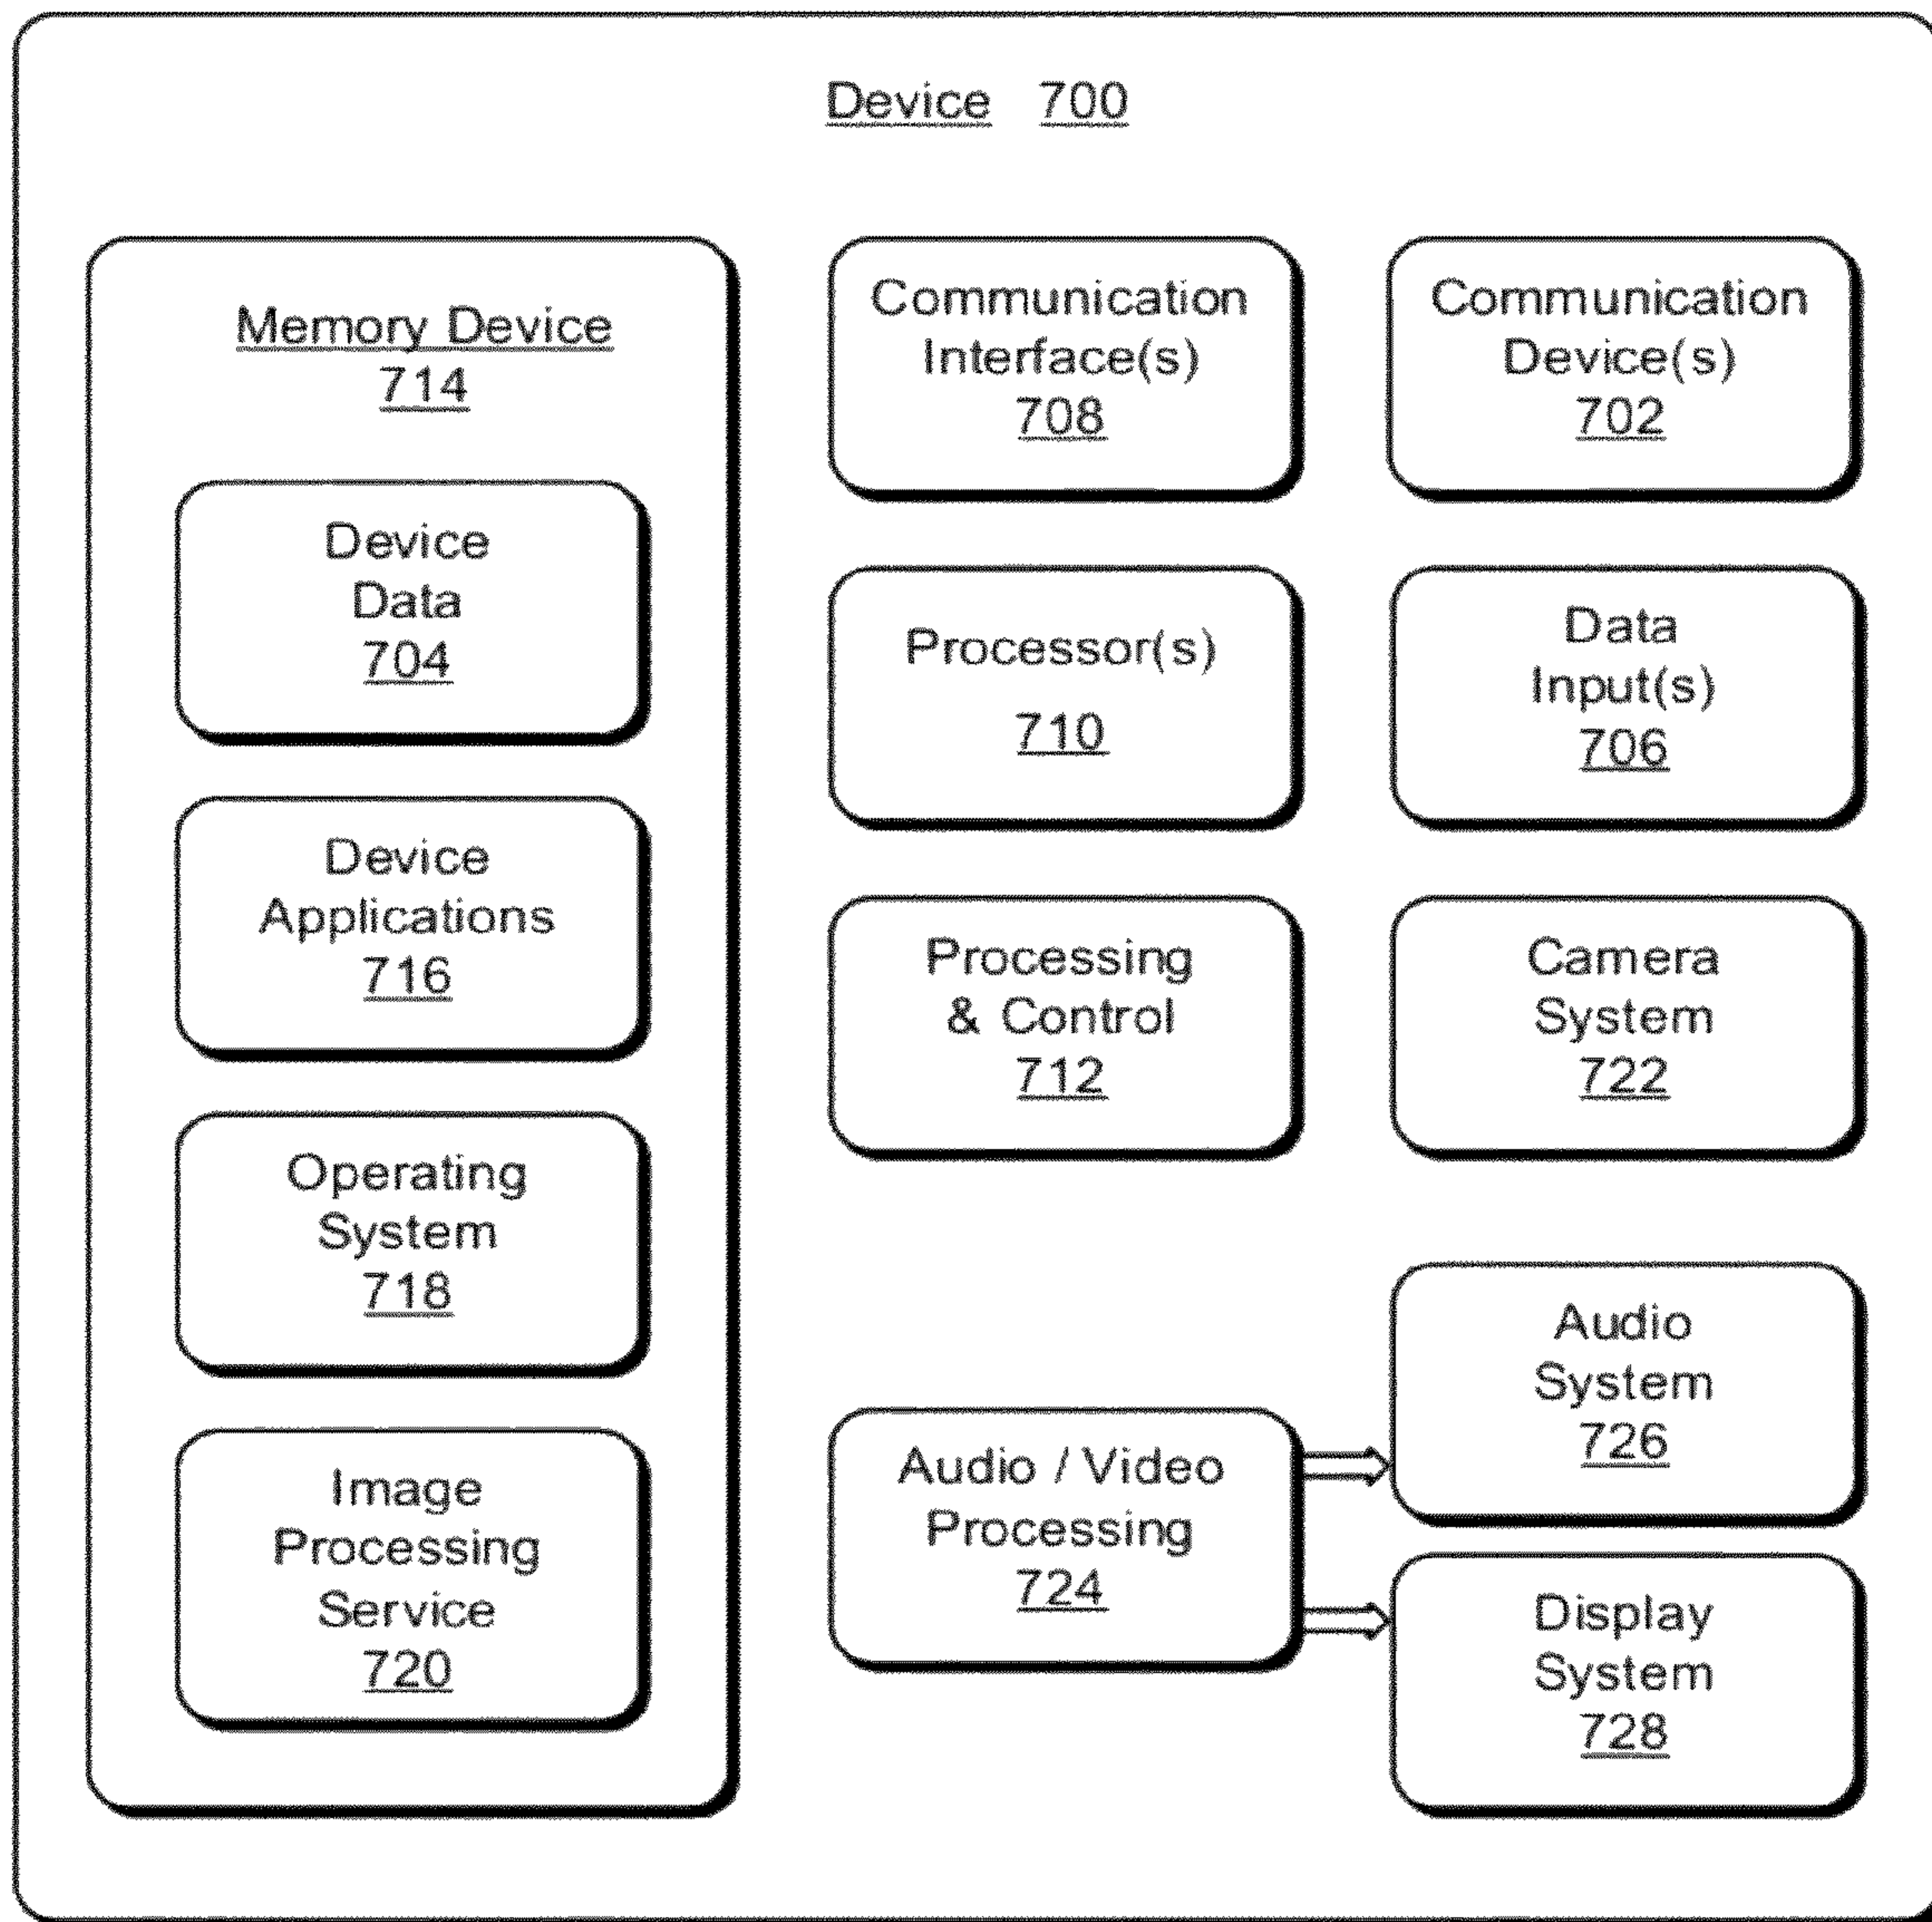 Device 700
Memory Device
714
Device
Data
704
Device
Applications
716
Operating
System
718
Image
Processing
Service
720
Communication
Interface(s)
708
Communication
Device(s)
702
Processor(s)
710
Data
Input(s)
706
Processing
& Control
712
Camera
System
722
Audio / Video
Processing
724
Audio
System
726
Display
System
728